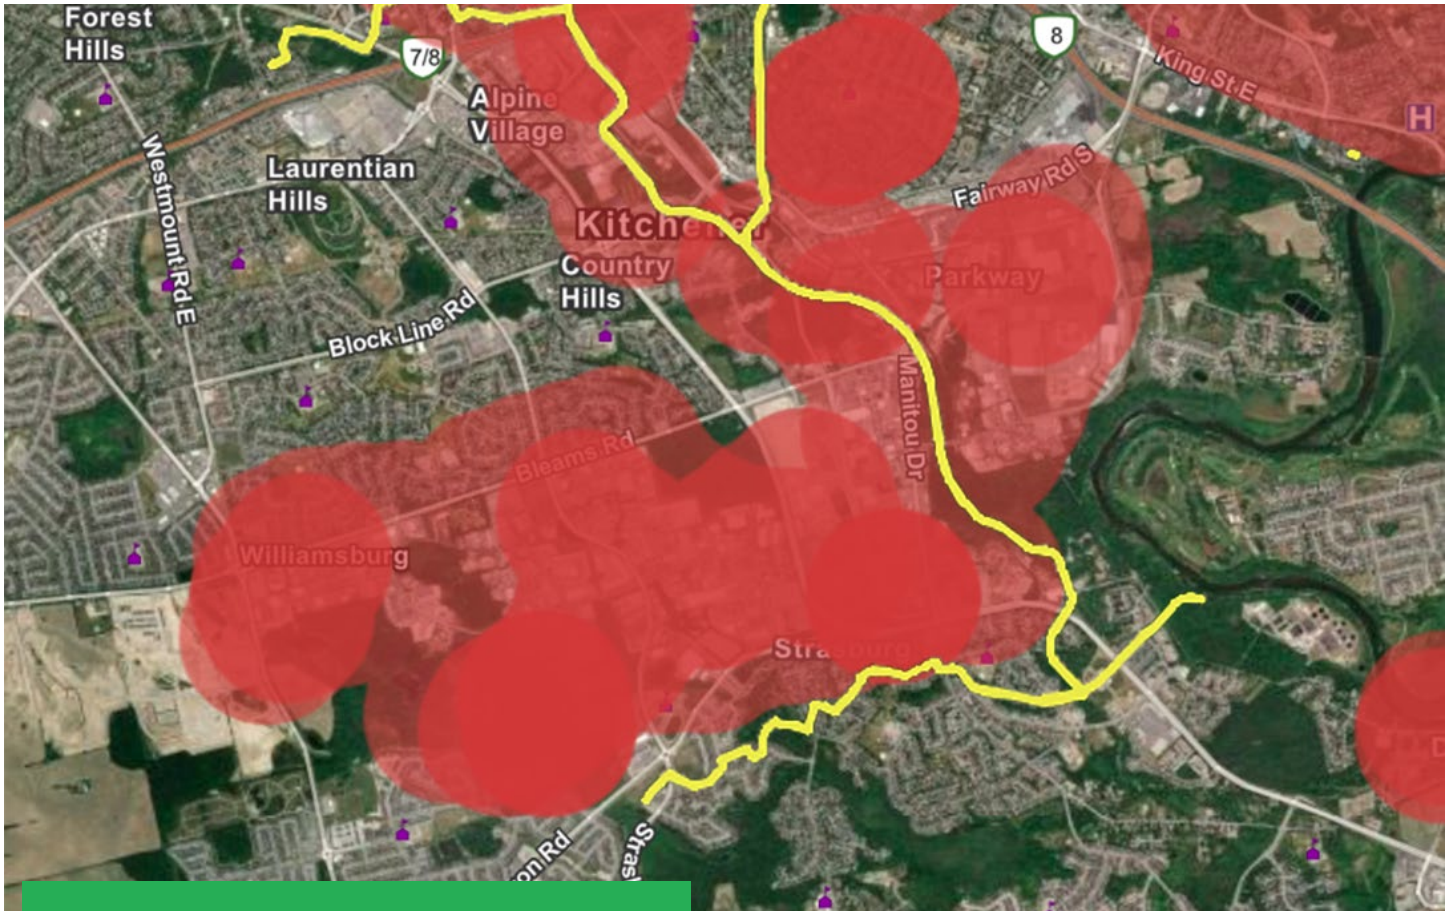 Forest
Hills
7/8
8
King St E
H
Alpine
Village
Westmount Rd E
Laurentian
Hills
Fairway Rd S
Kitchener
Country
Hills
Parkway
Block Line Rd
Manitou Dr
Bleams Rd
Williamsburg
Strasburg
D
on Rd
Stras